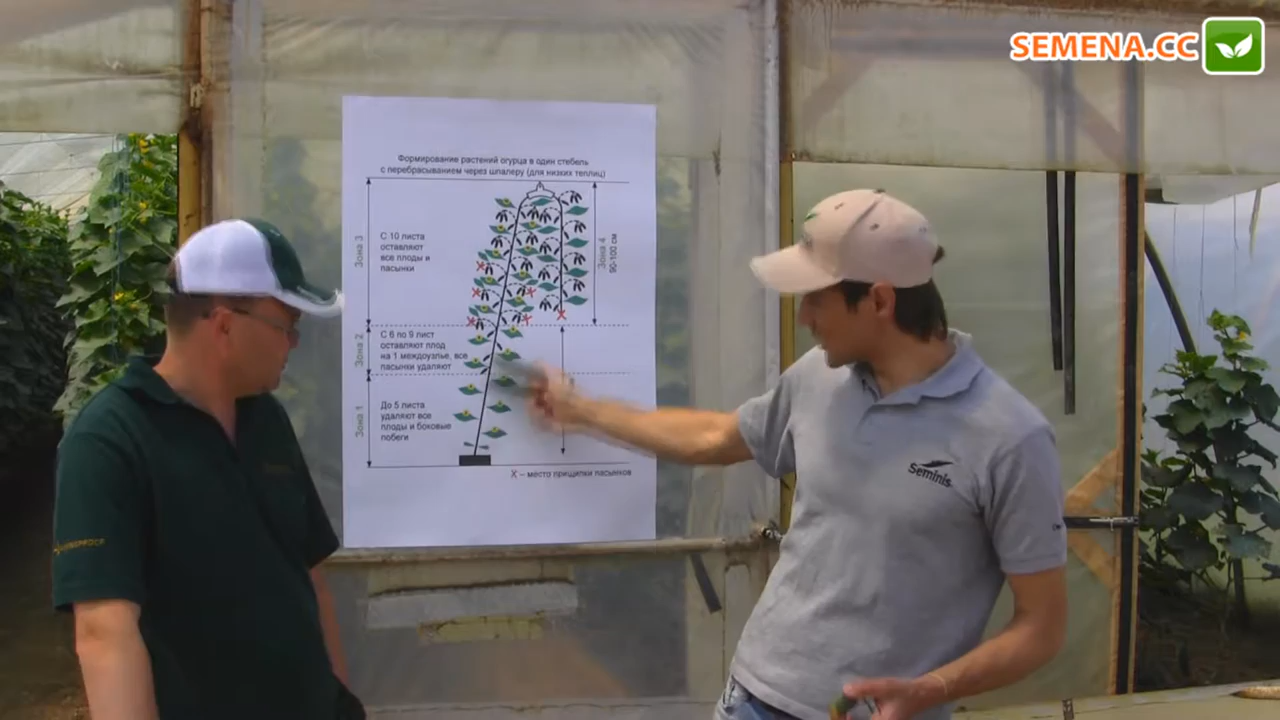 SEMENA.CC
Формирование растений огурца в один стебель
с перебрасыванием через шпалеру (для низких теплиц)
Зона 3
С 10 листа
оставляют
все плоды и
пасынки
Зона 4
90-100 см
Зона 2
С 6 по 9 лист
оставляют плод
на 1 междоузлье, все
пасынки удаляют
Зона 1
До 5 листа
удаляют все
плоды и боковые
побеги
X – место прищипки пасынков
Seminis